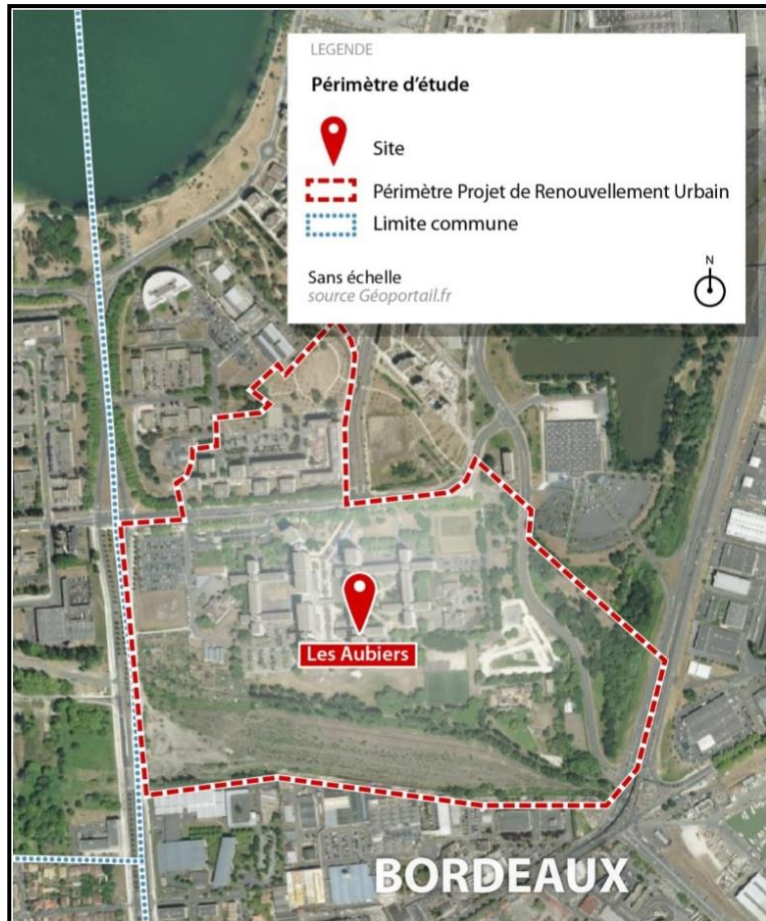 LEGENDE
Périmètre d’étude
Site
Périmètre Projet de Renouvellement Urbain
Limite commune
Sans échelle
source Géoportail.fr
N
Les Aubiers
BORDEAUX